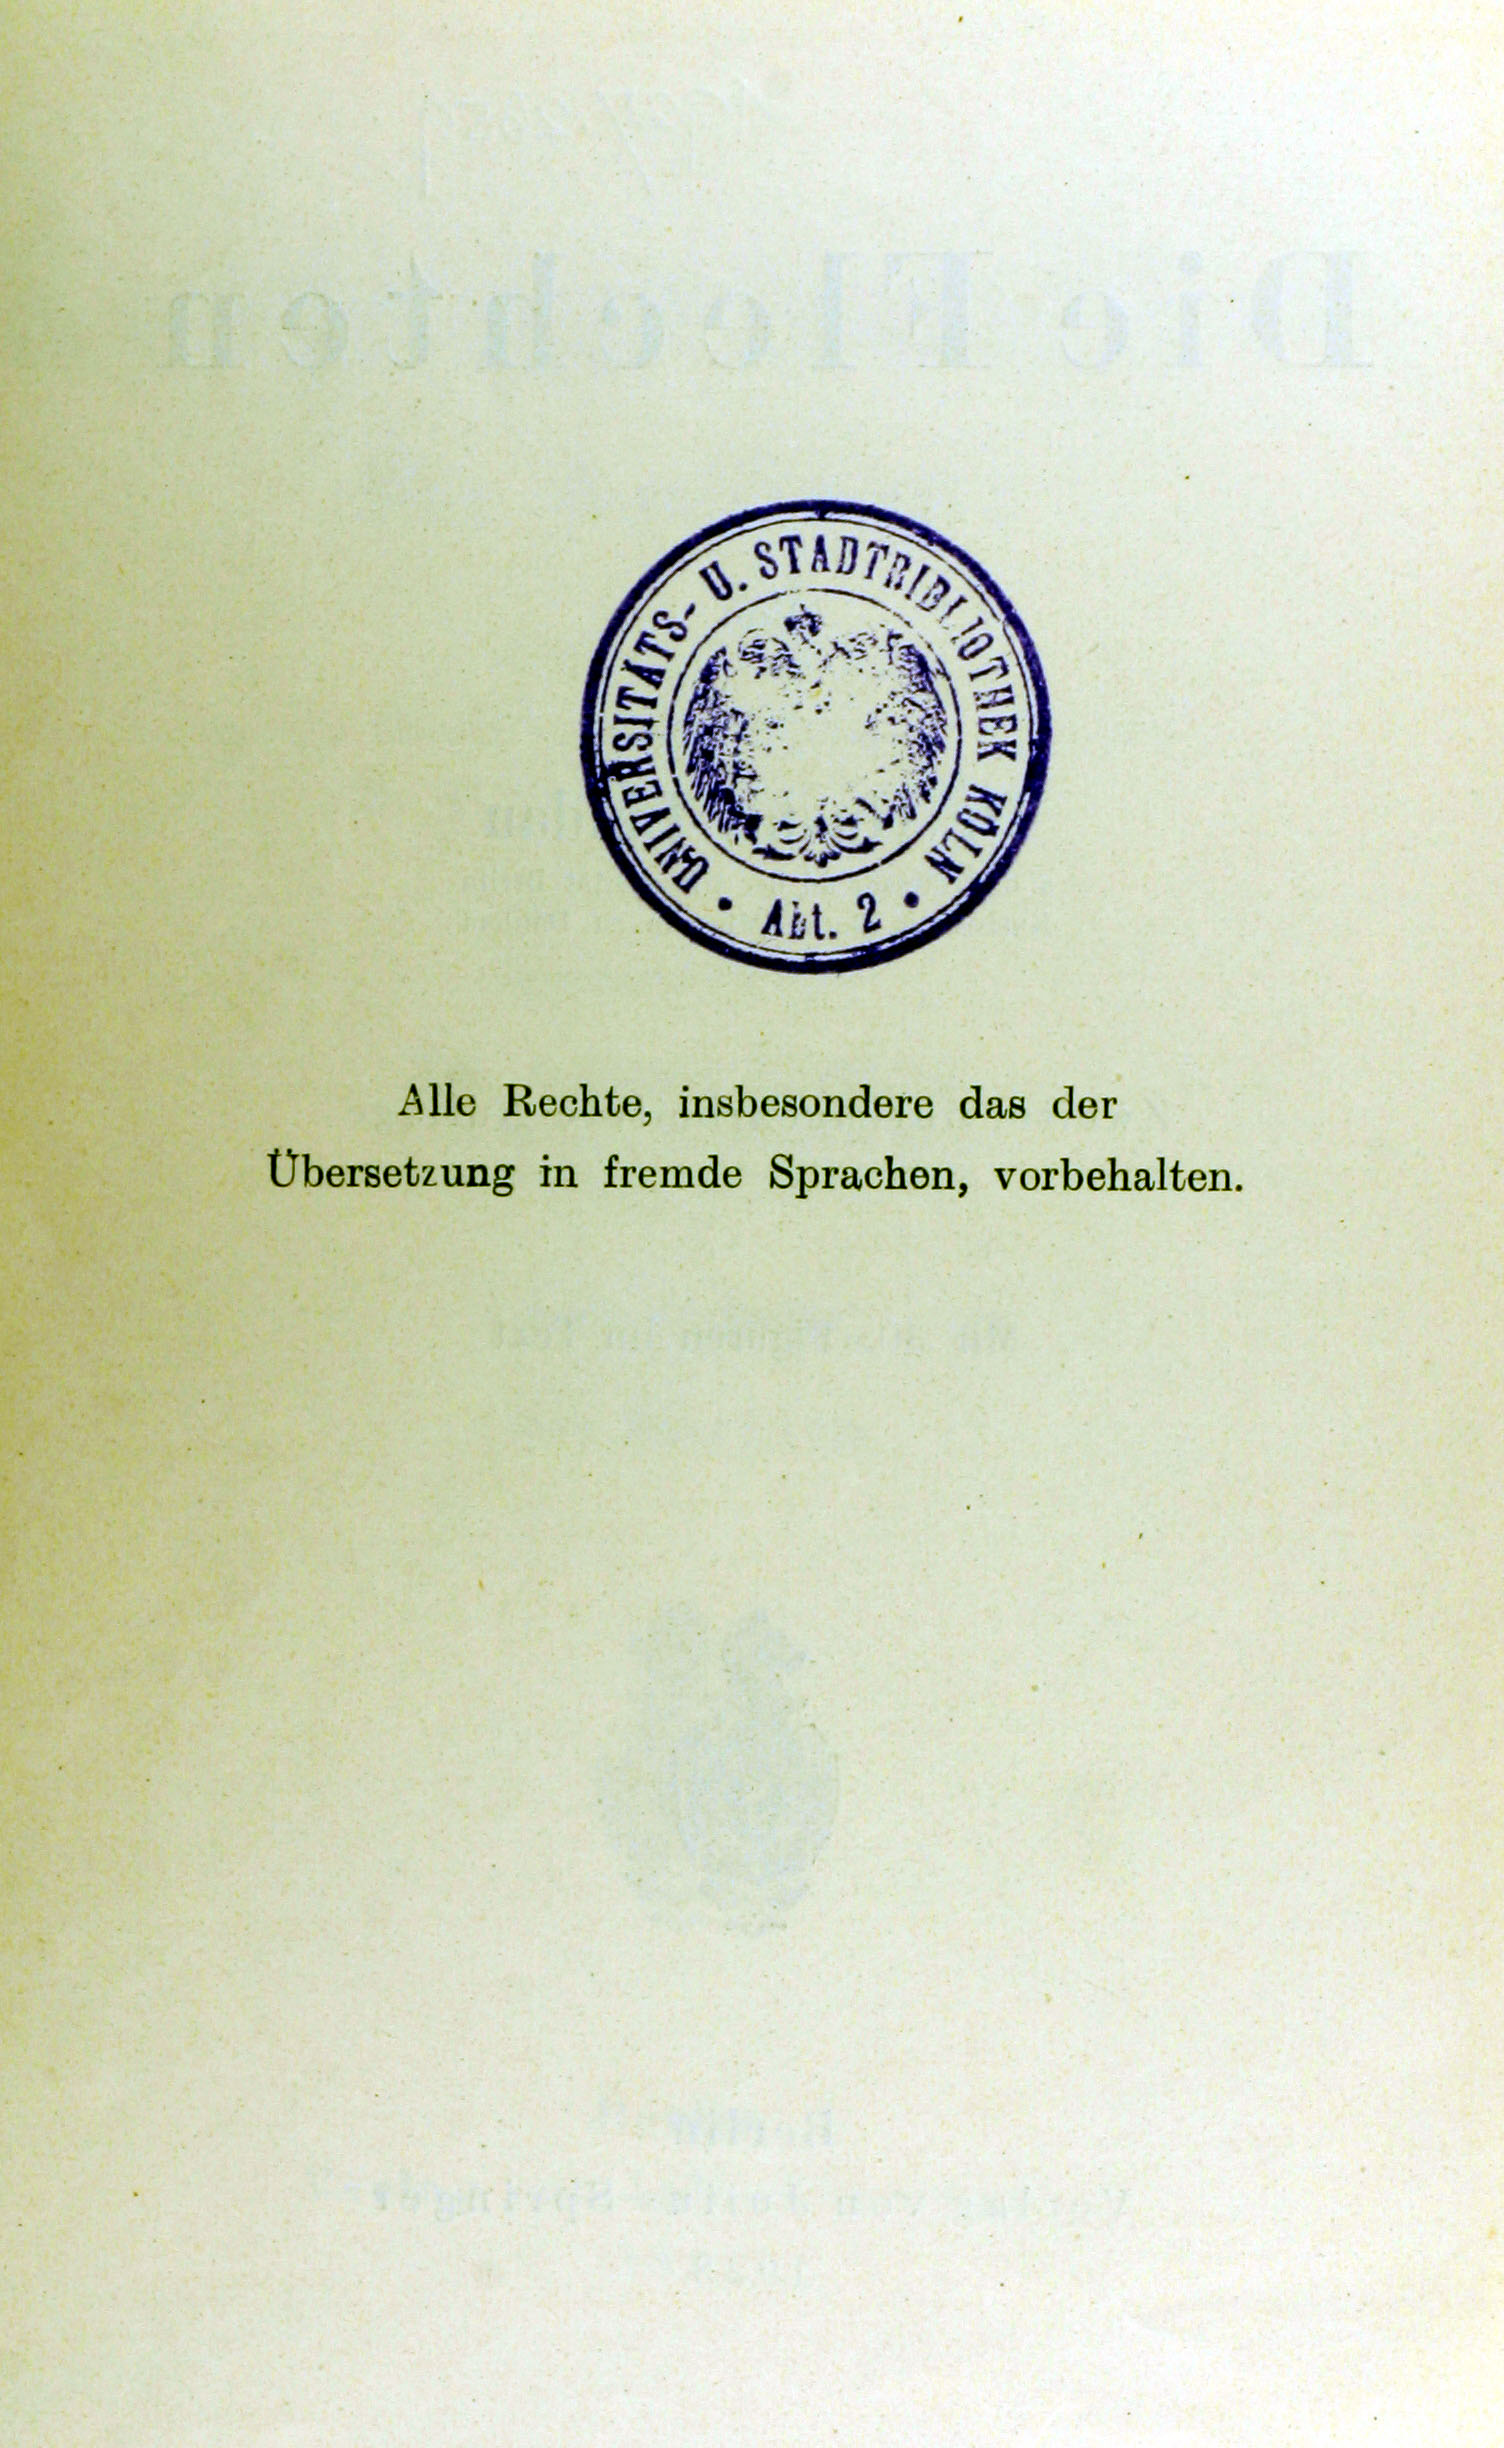 UNIVERSITÄTS- U. STADTBIBLIOTHEK KÖLN
• Abt. 2 •
Alle Rechte, insbesondere das der
Übersetzung in fremde Sprachen, vorbehalten.